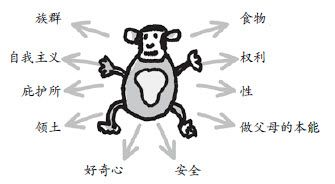 族群
食物
自我主义
权利
庇护所
性
领土
做父母的本能
好奇心
安全